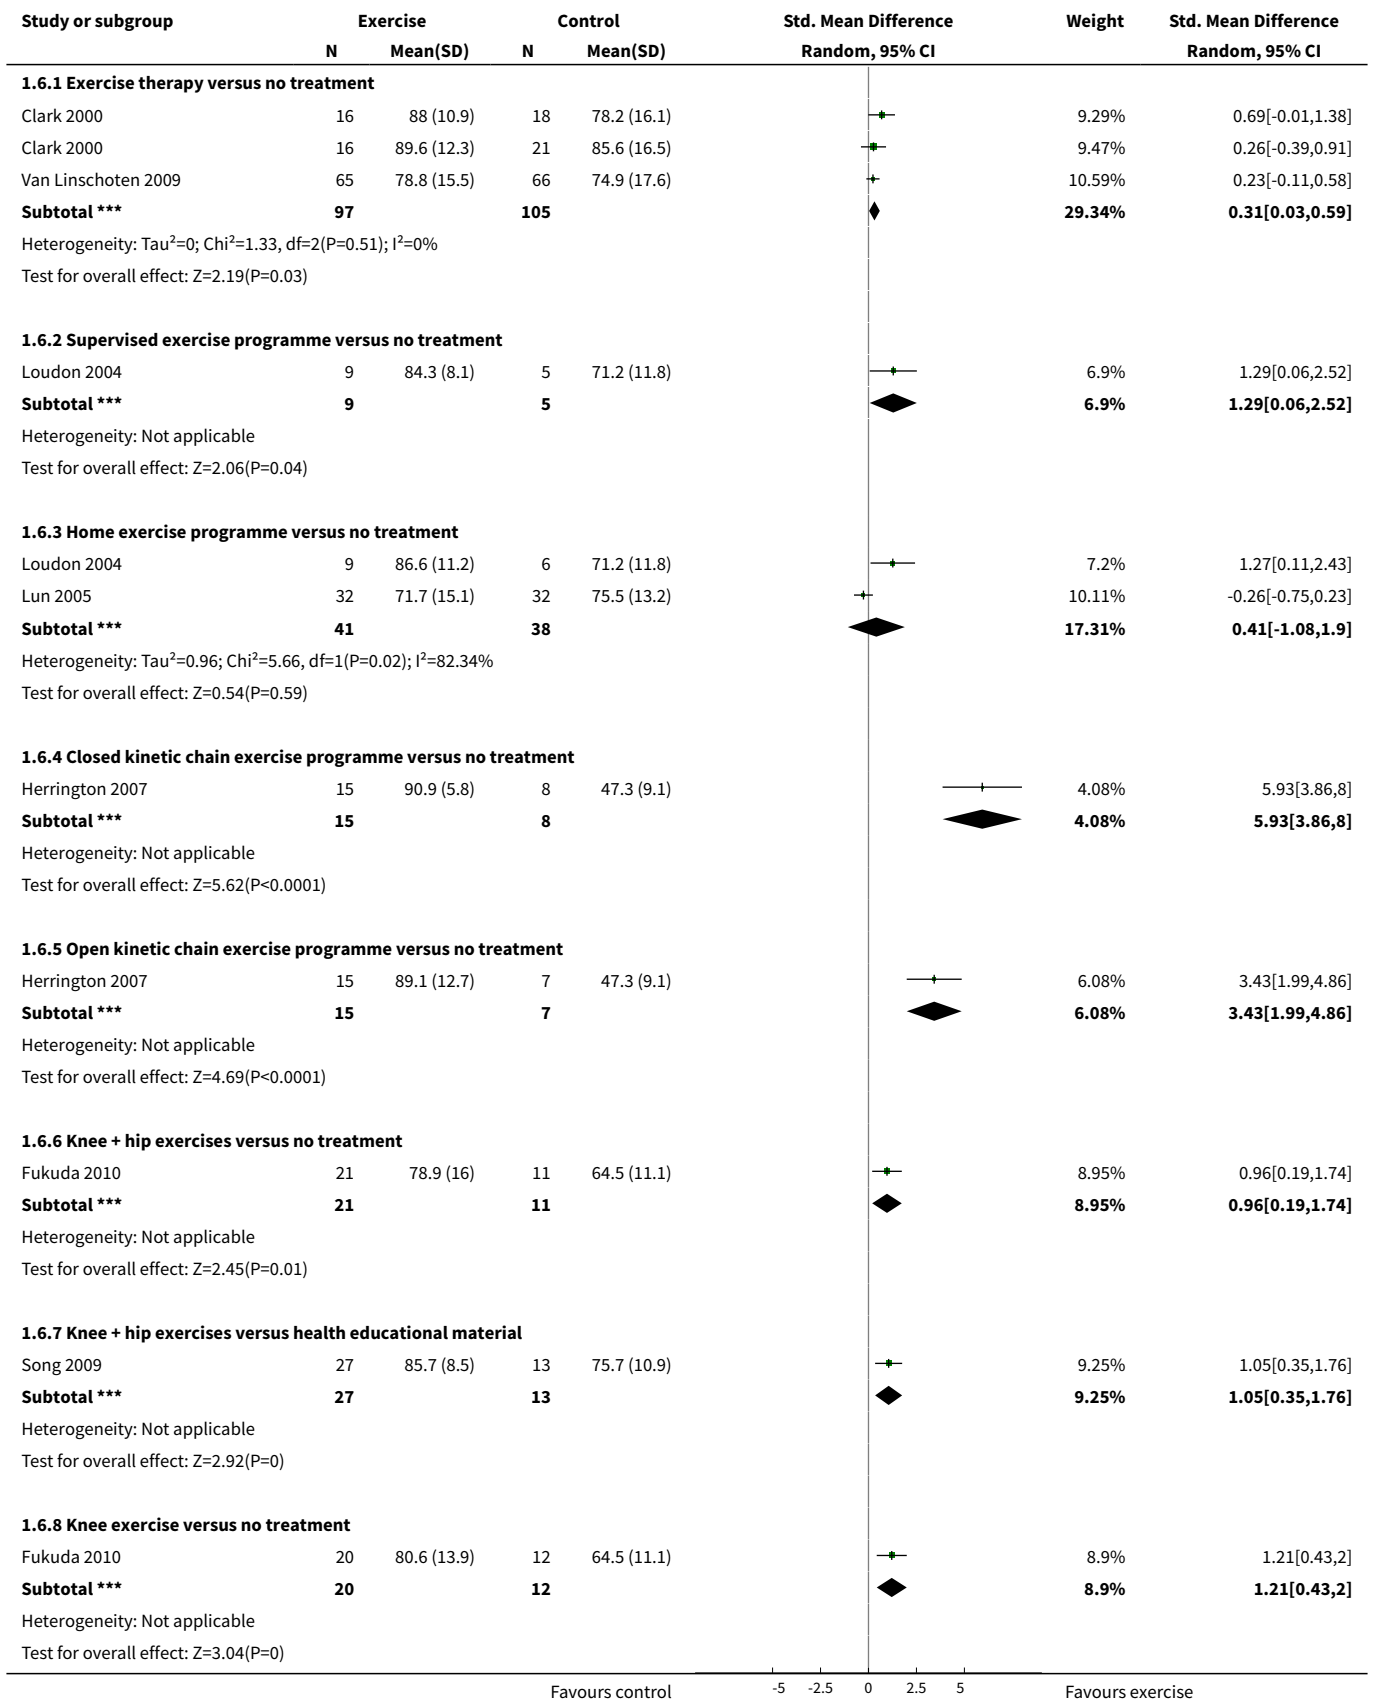 Study or subgroup Exercise Control Std. Mean Difference Weight Std. Mean Difference
N Mean(SD) N Mean(SD) Random, 95% CI Random, 95% CI
1.6.1 Exercise therapy versus no treatment
Clark 2000 16 88 (10.9) 18 78.2 (16.1) 9.29% 0.69[-0.01,1.38]
Clark 2000 16 89.6 (12.3) 21 85.6 (16.5) 9.47% 0.26[-0.39,0.91]
Van Linschoten 2009 65 78.8 (15.5) 66 74.9 (17.6) 10.59% 0.23[-0.11,0.58]
Subtotal *** 97 105 29.34% 0.31[0.03,0.59]
Heterogeneity: Tau²=0; Chi²=1.33, df=2(P=0.51); I²=0%
Test for overall effect: Z=2.19(P=0.03)
1.6.2 Supervised exercise programme versus no treatment
Loudon 2004 9 84.3 (8.1) 5 71.2 (11.8) 6.9% 1.29[0.06,2.52]
Subtotal *** 9 5 6.9% 1.29[0.06,2.52]
Heterogeneity: Not applicable
Test for overall effect: Z=2.06(P=0.04)
1.6.3 Home exercise programme versus no treatment
Loudon 2004 9 86.6 (11.2) 6 71.2 (11.8) 7.2% 1.27[0.11,2.43]
Lun 2005 32 71.7 (15.1) 32 75.5 (13.2) 10.11% -0.26[-0.75,0.23]
Subtotal *** 41 38 17.31% 0.41[-1.08,1.9]
Heterogeneity: Tau²=0.96; Chi²=5.66, df=1(P=0.02); I²=82.34%
Test for overall effect: Z=0.54(P=0.59)
1.6.4 Closed kinetic chain exercise programme versus no treatment
Herrington 2007 15 90.9 (5.8) 8 47.3 (9.1) 4.08% 5.93[3.86,8]
Subtotal *** 15 8 4.08% 5.93[3.86,8]
Heterogeneity: Not applicable
Test for overall effect: Z=5.62(P<0.0001)
1.6.5 Open kinetic chain exercise programme versus no treatment
Herrington 2007 15 89.1 (12.7) 7 47.3 (9.1) 6.08% 3.43[1.99,4.86]
Subtotal *** 15 7 6.08% 3.43[1.99,4.86]
Heterogeneity: Not applicable
Test for overall effect: Z=4.69(P<0.0001)
1.6.6 Knee + hip exercises versus no treatment
Fukuda 2010 21 78.9 (16) 11 64.5 (11.1) 8.95% 0.96[0.19,1.74]
Subtotal *** 21 11 8.95% 0.96[0.19,1.74]
Heterogeneity: Not applicable
Test for overall effect: Z=2.45(P=0.01)
1.6.7 Knee + hip exercises versus health educational material
Song 2009 27 85.7 (8.5) 13 75.7 (10.9) 9.25% 1.05[0.35,1.76]
Subtotal *** 27 13 9.25% 1.05[0.35,1.76]
Heterogeneity: Not applicable
Test for overall effect: Z=2.92(P=0)
1.6.8 Knee exercise versus no treatment
Fukuda 2010 20 80.6 (13.9) 12 64.5 (11.1) 8.9% 1.21[0.43,2]
Subtotal *** 20 12 8.9% 1.21[0.43,2]
Heterogeneity: Not applicable
Test for overall effect: Z=3.04(P=0)
Favours control -5 -2.5 0 2.5 5 Favours exercise